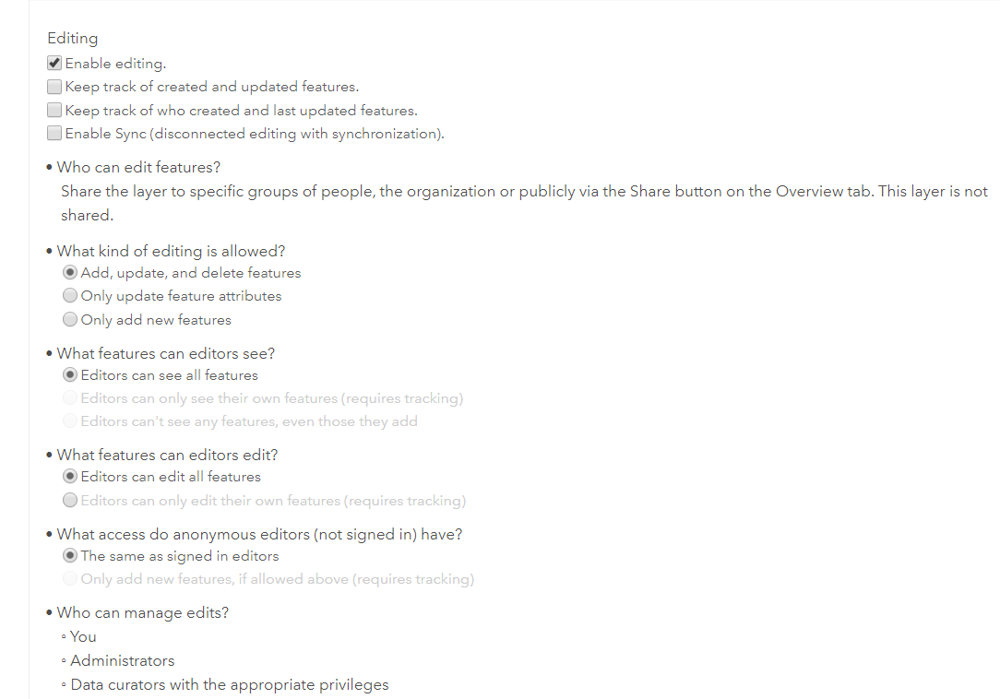 Editing
Enable editing.
Keep track of created and updated features.
Keep track of who created and last updated features.
Enable Sync (disconnected editing with synchronization).
• Who can edit features?
Share the layer to specific groups of people, the organization or publicly via the Share button on the Overview tab. This layer is not
shared.
• What kind of editing is allowed?
Add, update, and delete features
Only update feature attributes
Only add new features
• What features can editors see?
Editors can see all features
Editors can only see their own features (requires tracking)
Editors can't see any features, even those they add
• What features can editors edit?
Editors can edit all features
Editors can only edit their own features (requires tracking)
• What access do anonymous editors (not signed in) have?
The same as signed in editors
Only add new features, if allowed above (requires tracking)
• Who can manage edits?
◦ You
◦ Administrators
◦ Data curators with the appropriate privileges